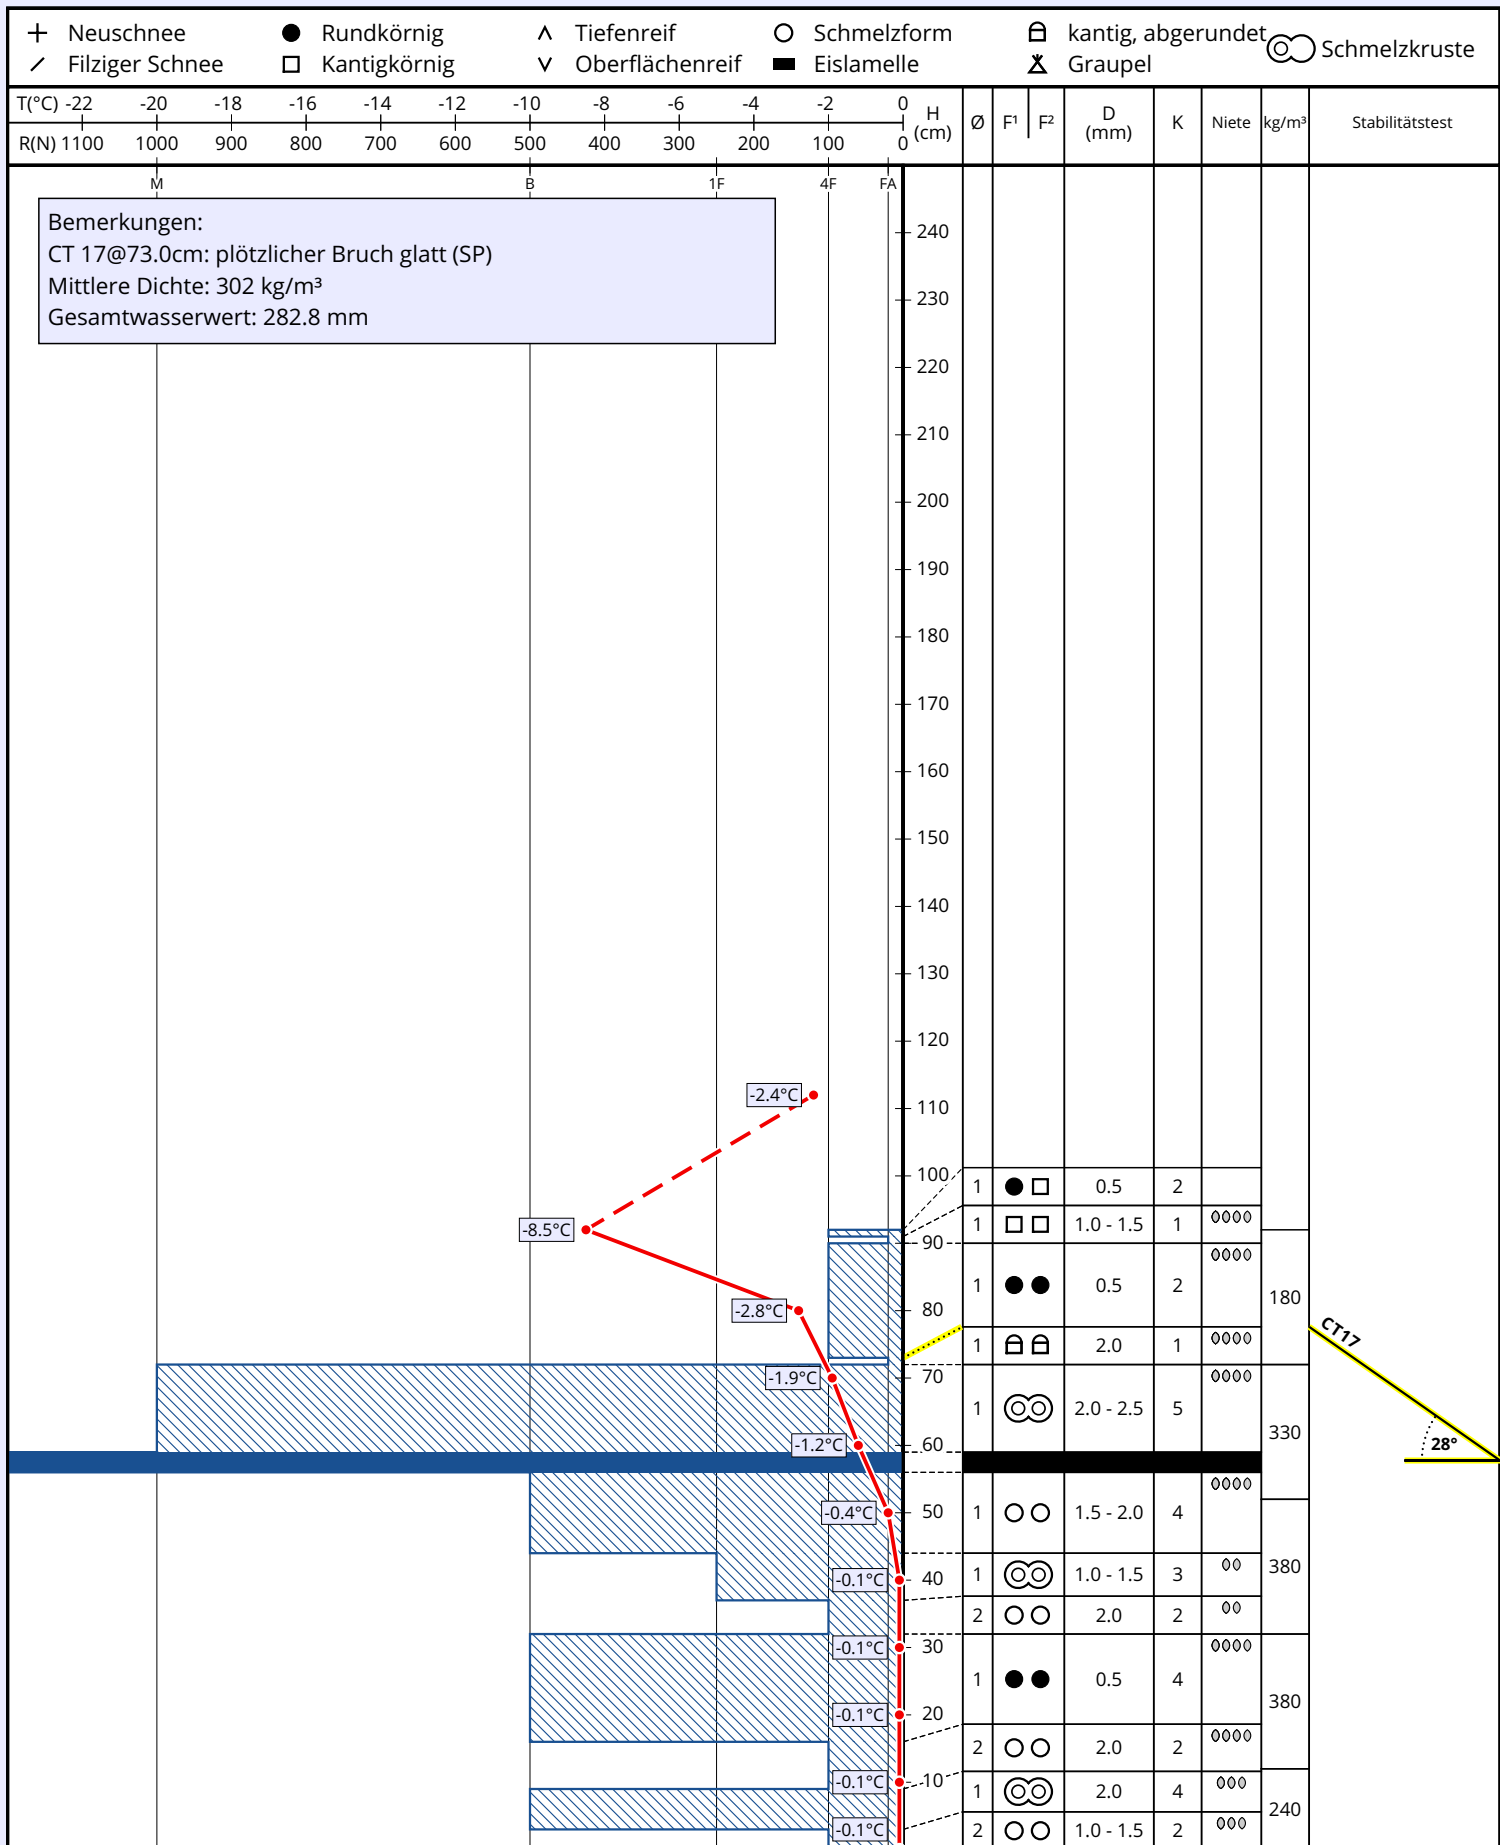 Neuschnee Rundkörnig Tiefenreif Schmelzform kantig, abgerundet Schmelzkruste
Filziger Schnee Kantigkörnig Oberflächenreif Eislamelle Graupel
T(°C) -22 -20 -18 -16 -14 -12 -10 -8 -6 -4 -2 0
R(N) 1100 1000 900 800 700 600 500 400 300 200 100 0
H (cm) Ø F¹ F² D (mm) K Niete kg/m³ Stabilitätstest
M B 1F 4F FA
Bemerkungen:
CT 17@73.0cm: plötzlicher Bruch glatt (SP)
Mittlere Dichte: 302 kg/m³
Gesamtwasserwert: 282.8 mm
240
230
220
210
200
190
180
170
160
150
140
130
120
-2.4°C
110
100
1 0.5 2
-8.5°C 1 1.0 - 1.5 1
90
1 0.5 2 180
-2.8°C 80
CT17
1 2.0 1
-1.9°C 70
1 2.0 - 2.5 5
330
-1.2°C 60 28°
-0.4°C 50 1 1.5 - 2.0 4
380
-0.1°C 40 1 1.0 - 1.5 3
2 2.0 2
-0.1°C 30
1 0.5 4
380
-0.1°C 20
2 2.0 2
-0.1°C 10 1 2.0 4
240
-0.1°C 2 1.0 - 1.5 2